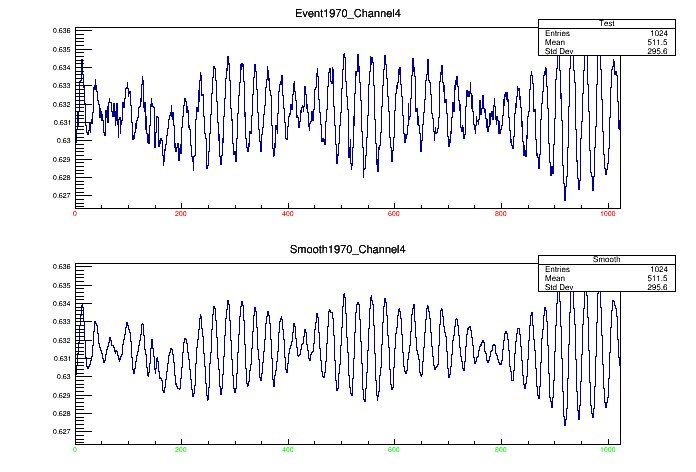 Event1970_Channel4
Test
Entries 1024
Mean 511.5
Std Dev 295.6
0.636
0.635
0.634
0.633
0.632
0.631
0.63
0.629
0.628
0.627
0 200 400 600 800 1000
Smooth1970_Channel4
Smooth
Entries 1024
Mean 511.5
Std Dev 295.6
0.636
0.635
0.634
0.633
0.632
0.631
0.63
0.629
0.628
0.627
0 200 400 600 800 1000